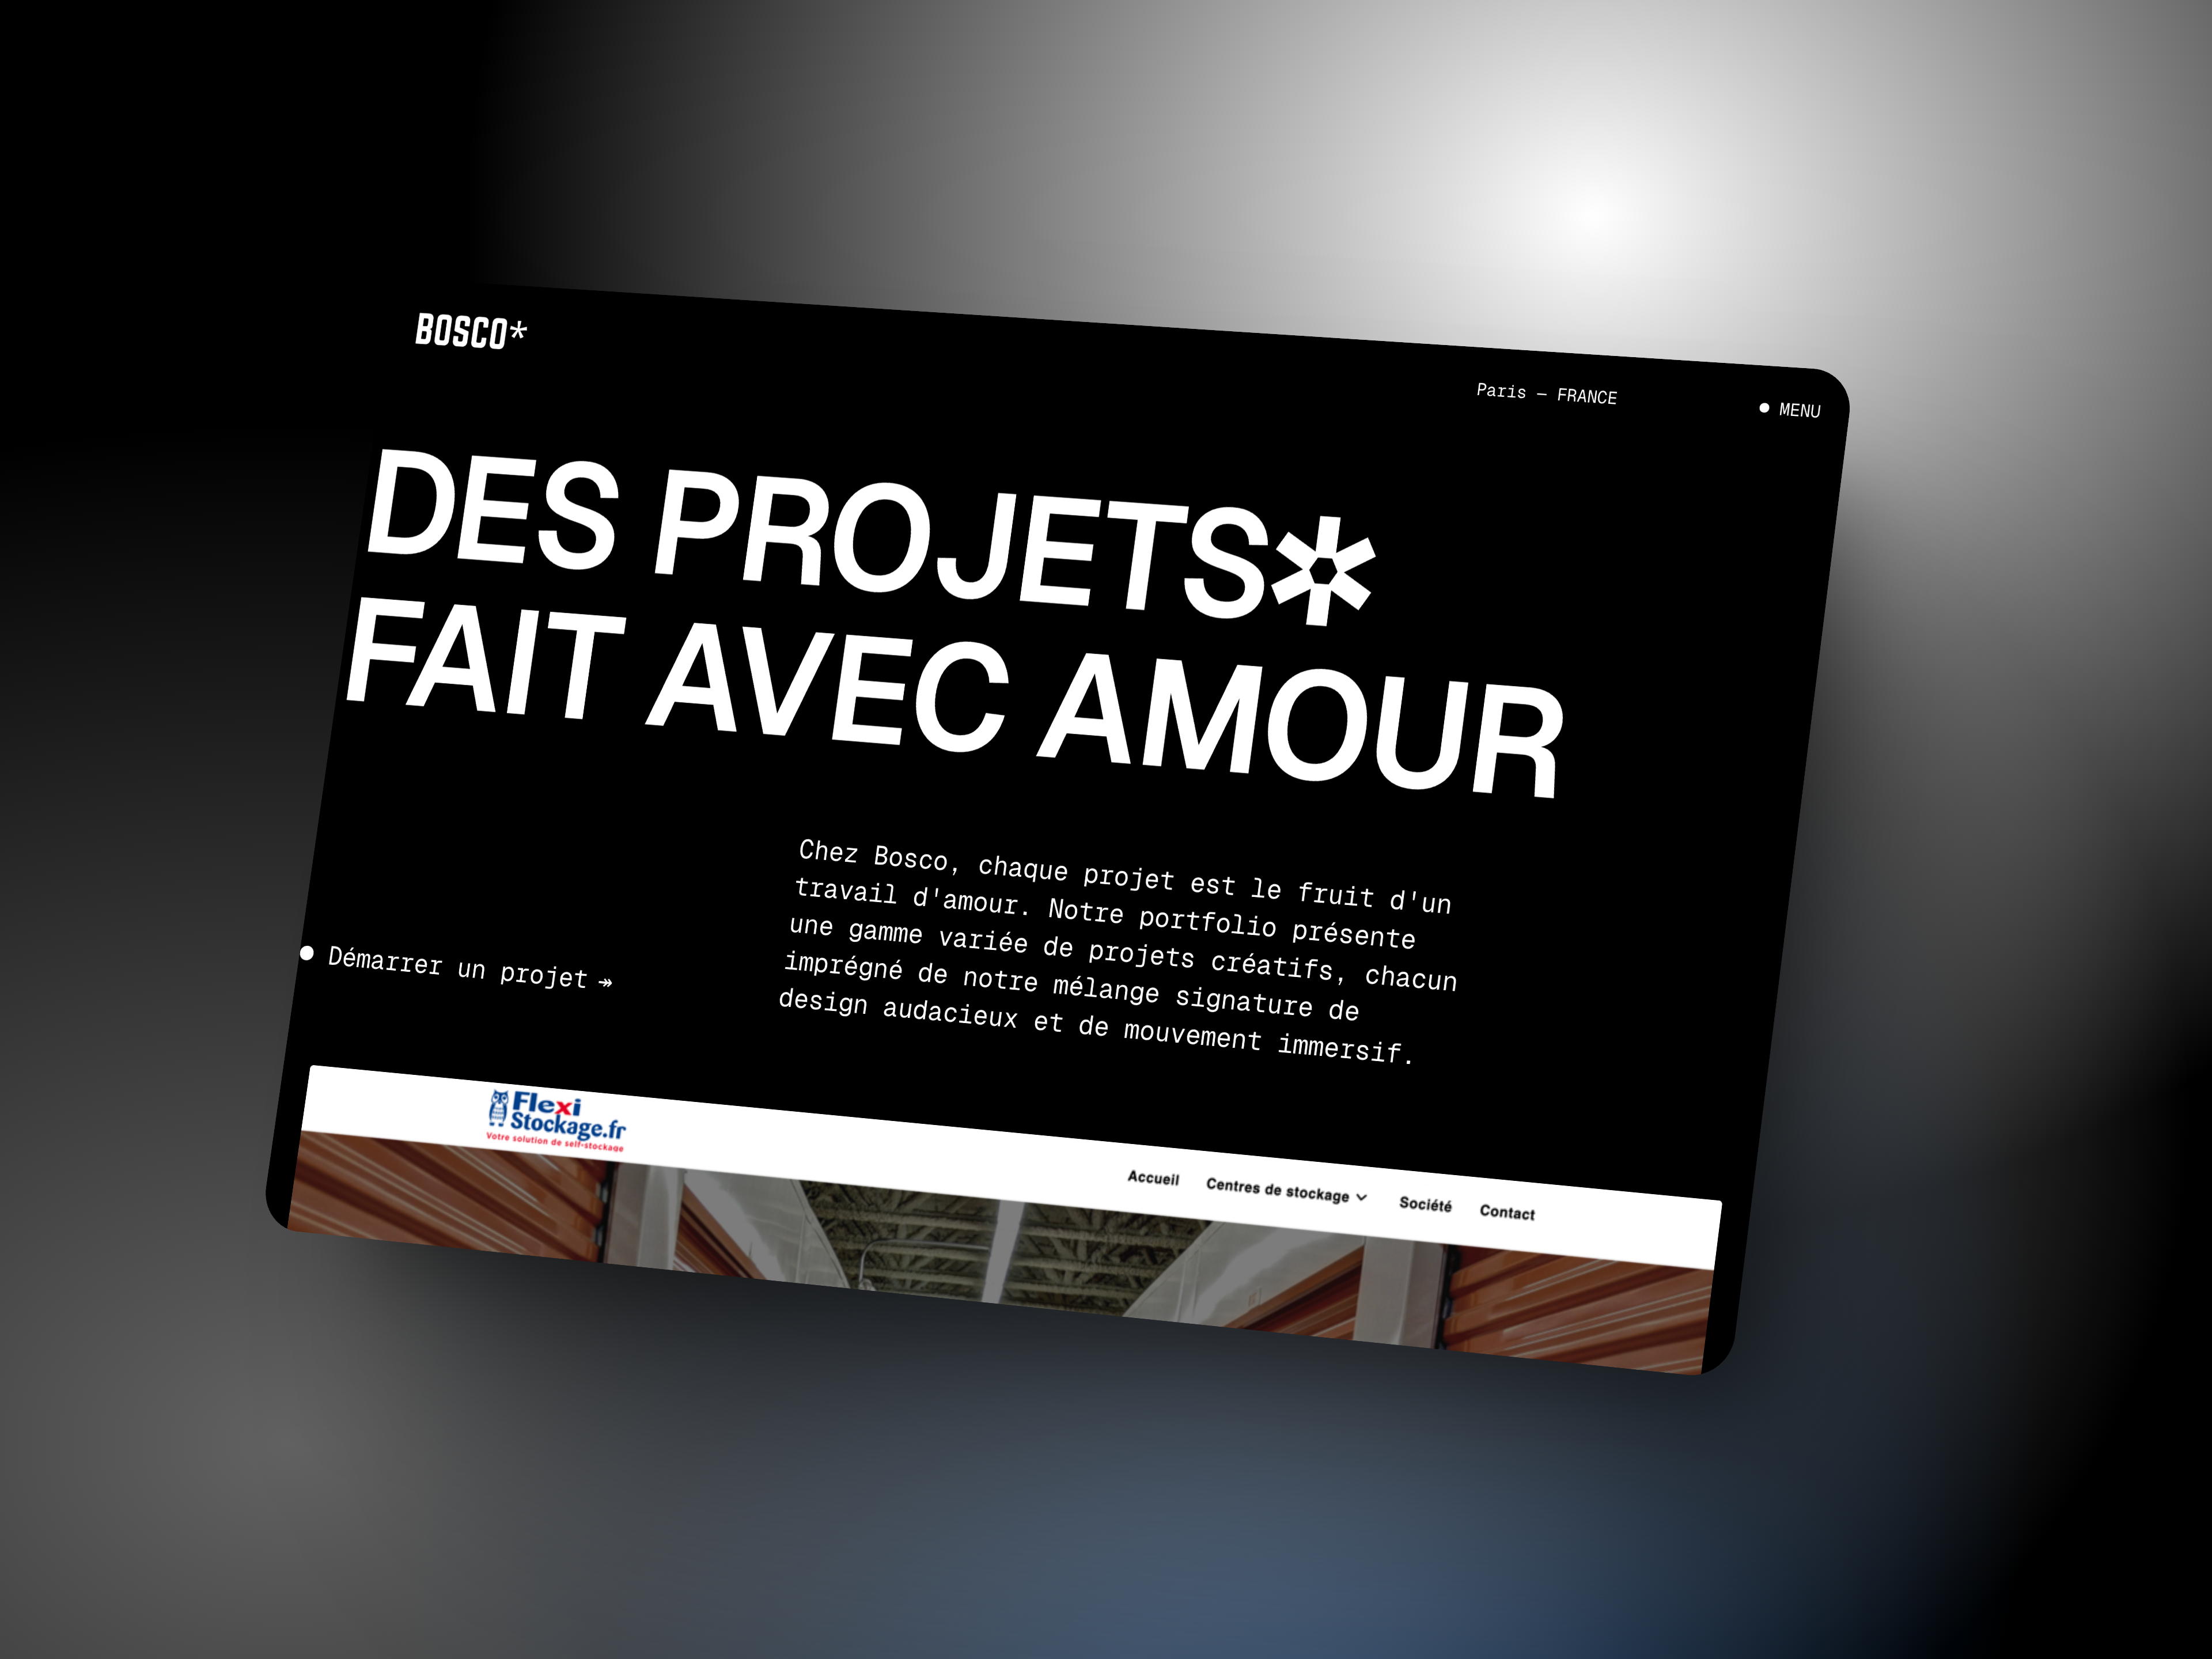 BOSCO*
Paris — FRANCE
MENU
DES PROJETS*
FAIT AVEC AMOUR
Chez Bosco, chaque projet est le fruit d'un
travail d'amour. Notre portfolio présente
une gamme variée de projets créatifs, chacun
imprégné de notre mélange signature de
design audacieux et de mouvement immersif.
Démarrer un projet ↠
Flexi
Stockage.fr
Votre solution de self-stockage
Accueil Centres de stockage Société Contact